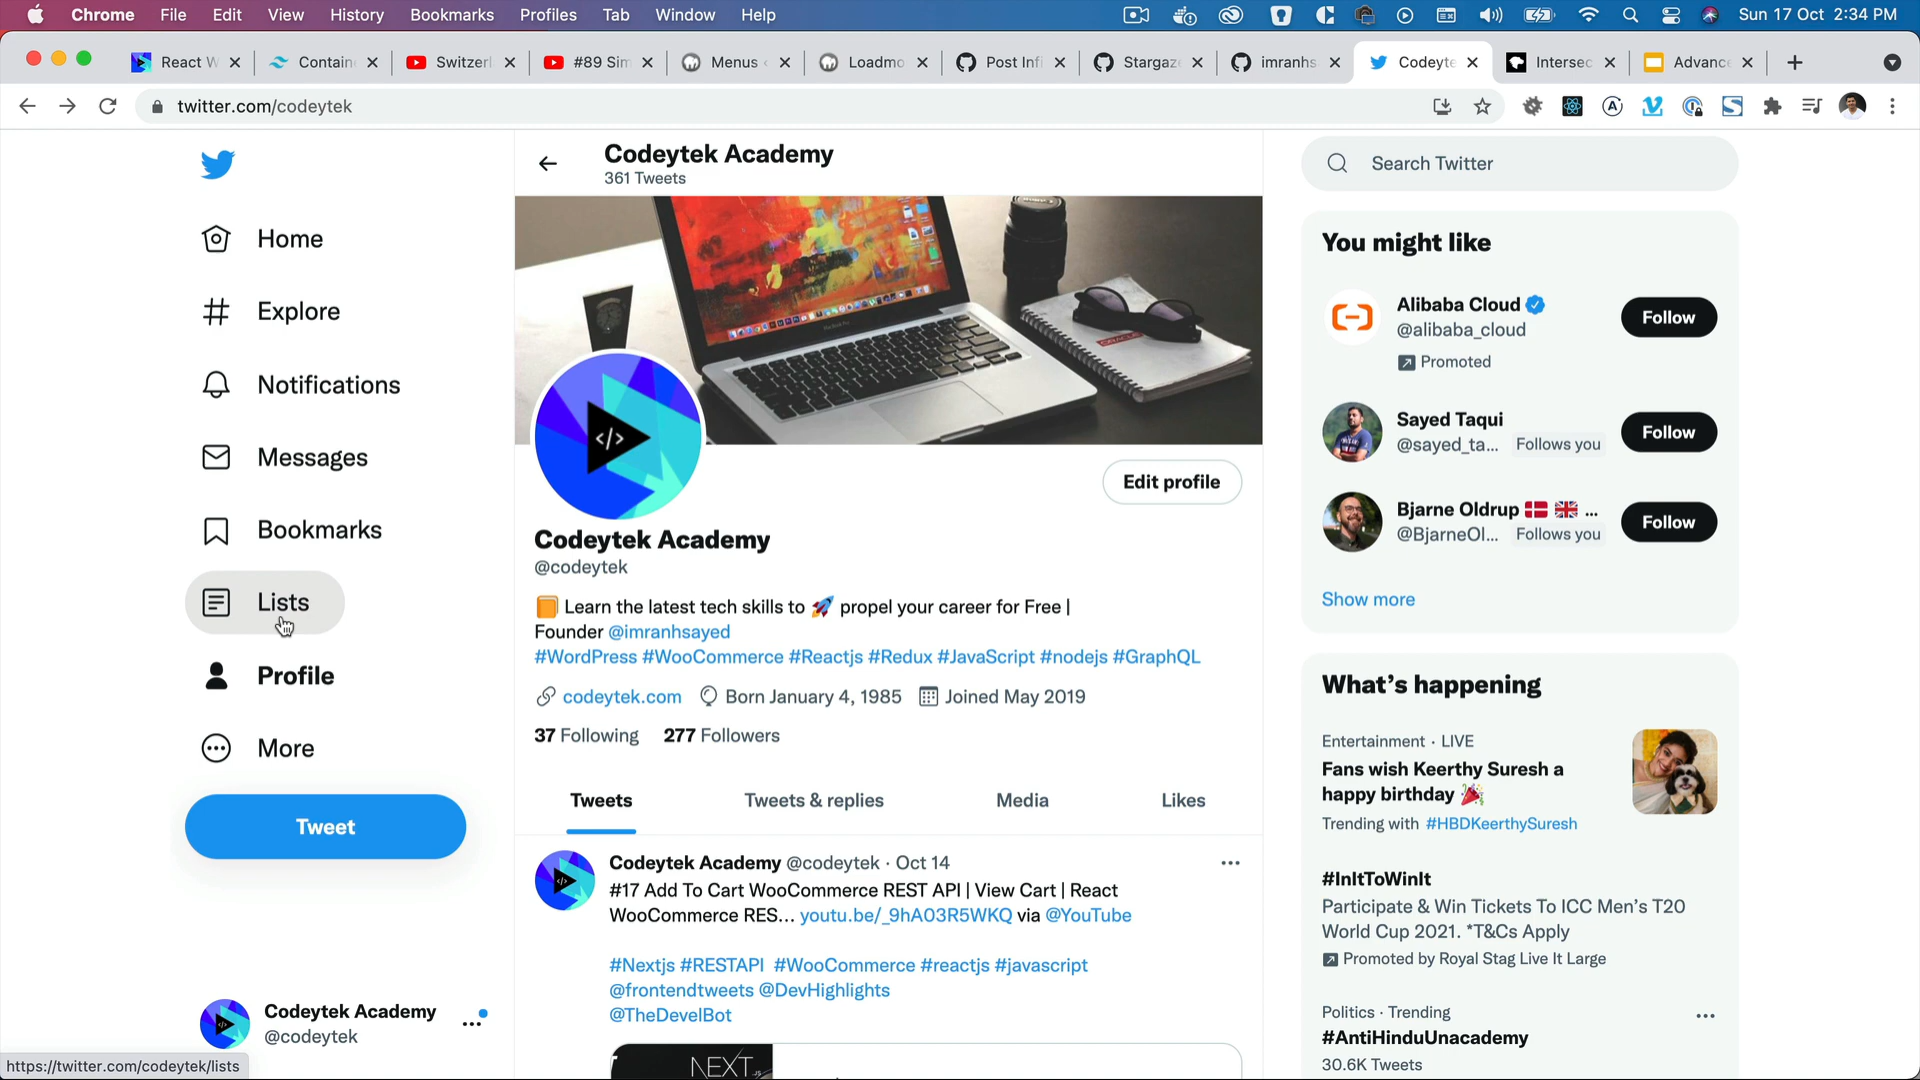 Chrome File Edit View History Bookmarks Profiles Tab Window Help
Sun 17 Oct 2:34 PM
React W
Contain
Switzerl
#89 Sim
Menus
Loadmo
Post Infi
Stargaz
imranhs
Codeyte
Intersec
Advance
twitter.com/codeytek
Home
Explore
Notifications
Messages
Bookmarks
Lists
Profile
More
Tweet
Codeytek Academy
@codeytek
https://twitter.com/codeytek/lists
Codeytek Academy
361 Tweets
Edit profile
Codeytek Academy
@codeytek
Learn the latest tech skills to 🚀 propel your career for Free |
Founder @imranhsayed
#WordPress #WooCommerce #Reactjs #Redux #JavaScript #nodejs #GraphQL
codeytek.com Born January 4, 1985 Joined May 2019
37 Following 277 Followers
Tweets Tweets & replies Media Likes
Codeytek Academy @codeytek · Oct 14
#17 Add To Cart WooCommerce REST API | View Cart | React
WooCommerce RES... youtu.be/_9hA03R5WKQ via @YouTube
#Nextjs #RESTAPI #WooCommerce #reactjs #javascript
@frontendtweets @DevHighlights
@TheDevelBot
NEXT
Search Twitter
You might like
Alibaba Cloud
@alibaba_cloud
Promoted
Follow
Sayed Taqui
@sayed_ta... Follows you
Follow
Bjarne Oldrup 🇩🇰 🇬🇧 ...
@BjarneOl... Follows you
Follow
Show more
What's happening
Entertainment · LIVE
Fans wish Keerthy Suresh a
happy birthday 🎉
Trending with #HBDKeerthySuresh
#InItToWinIt
Participate & Win Tickets To ICC Men's T20
World Cup 2021. *T&Cs Apply
Promoted by Royal Stag Live It Large
Politics · Trending
#AntiHinduUnacademy
30.6K Tweets